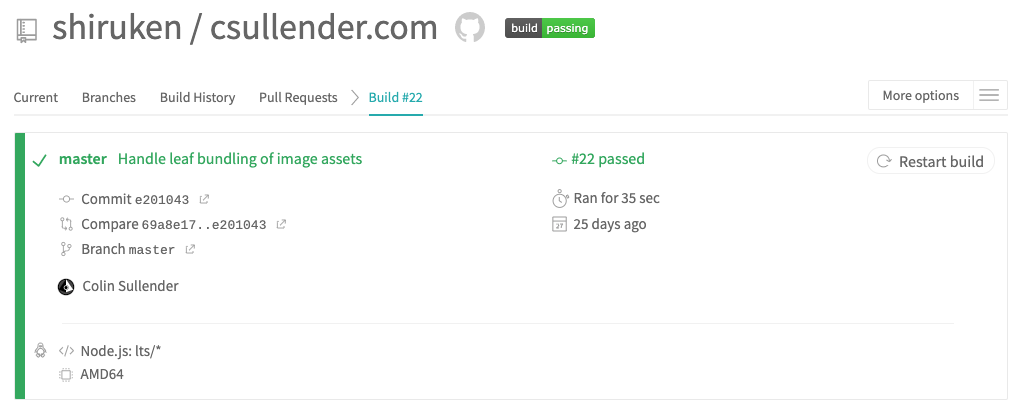 shiruken / csullender.com build passing
Current Branches Build History Pull Requests Build #22 More options
master Handle leaf bundling of image assets #22 passed Restart build
Commit e201043 Ran for 35 sec
Compare 69a8e17..e201043 25 days ago
Branch master
Colin Sullender
Node.js: lts/*
AMD64